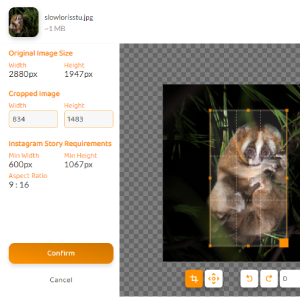 slowlorisstu.jpg
~1 MB
Original Image Size
Width Height
2880px 1947px
Cropped Image
Width Height
834 1483
Instagram Story Requirements
Min Width Min Height
600px 1067px
Aspect Ratio
9 : 16
Confirm
Cancel
0